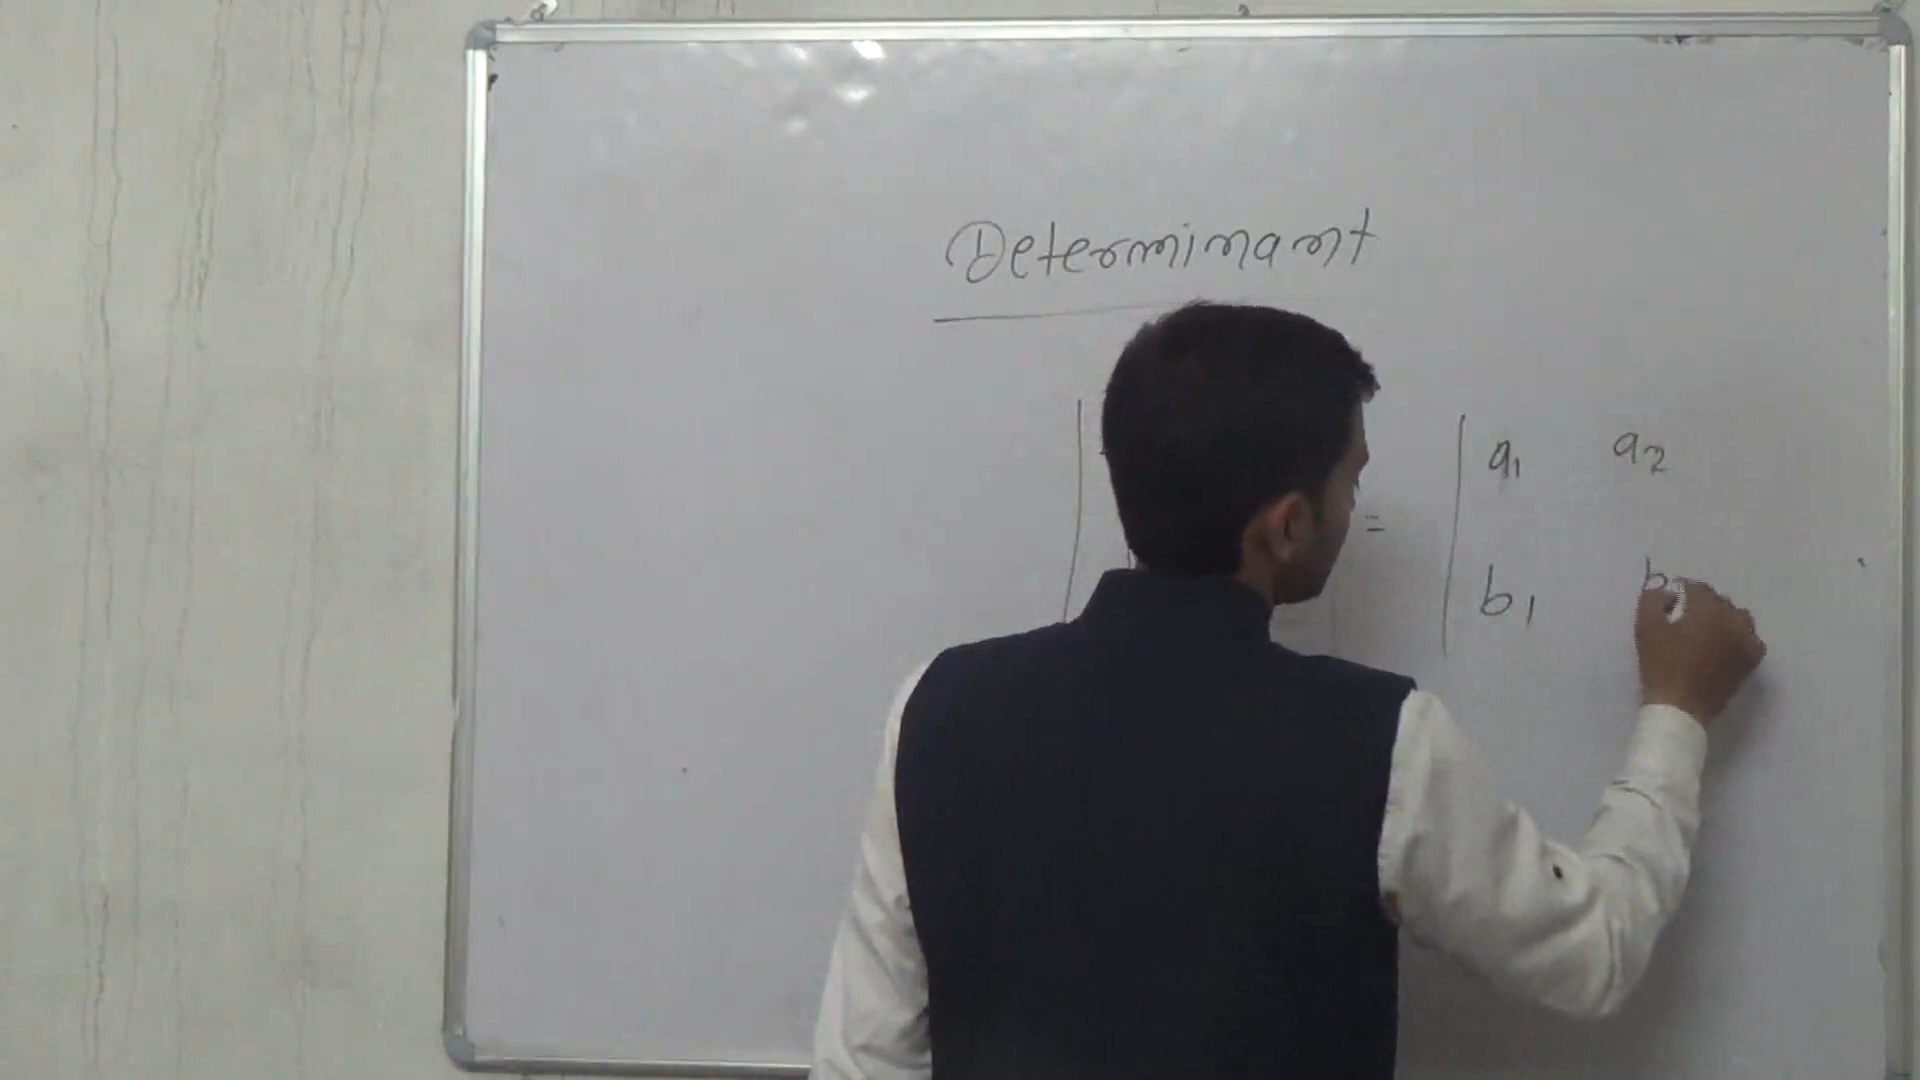 Determinant
= | a1 a2
b1 b